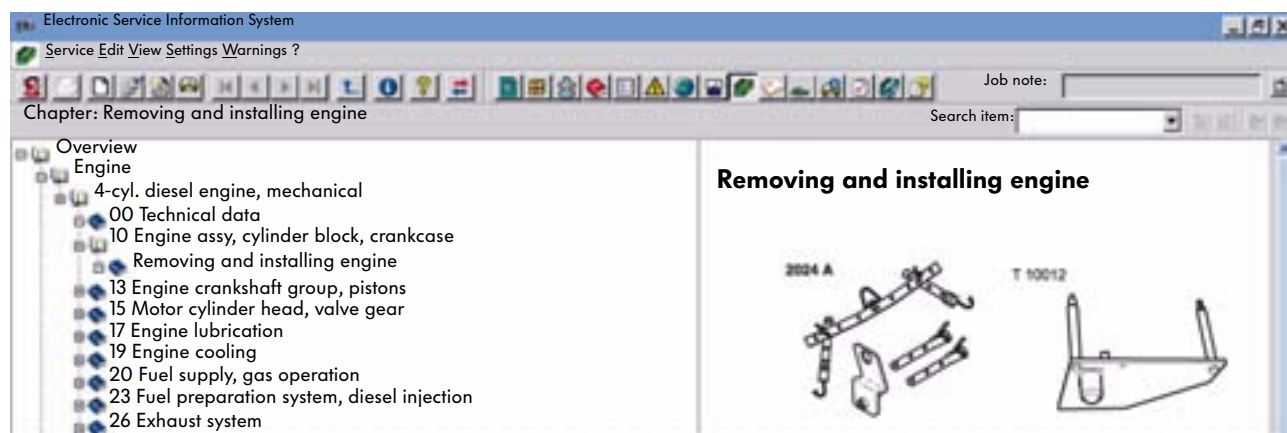 Electronic Service Information System
Service Edit View Settings Warnings ?
Job note:
Chapter: Removing and installing engine
Search item:
Overview
Engine
4-cyl. diesel engine, mechanical
00 Technical data
10 Engine assy, cylinder block, crankcase
Removing and installing engine
13 Engine crankshaft group, pistons
15 Motor cylinder head, valve gear
17 Engine lubrication
19 Engine cooling
20 Fuel supply, gas operation
23 Fuel preparation system, diesel injection
26 Exhaust system
Removing and installing engine
2024 A
T 10012